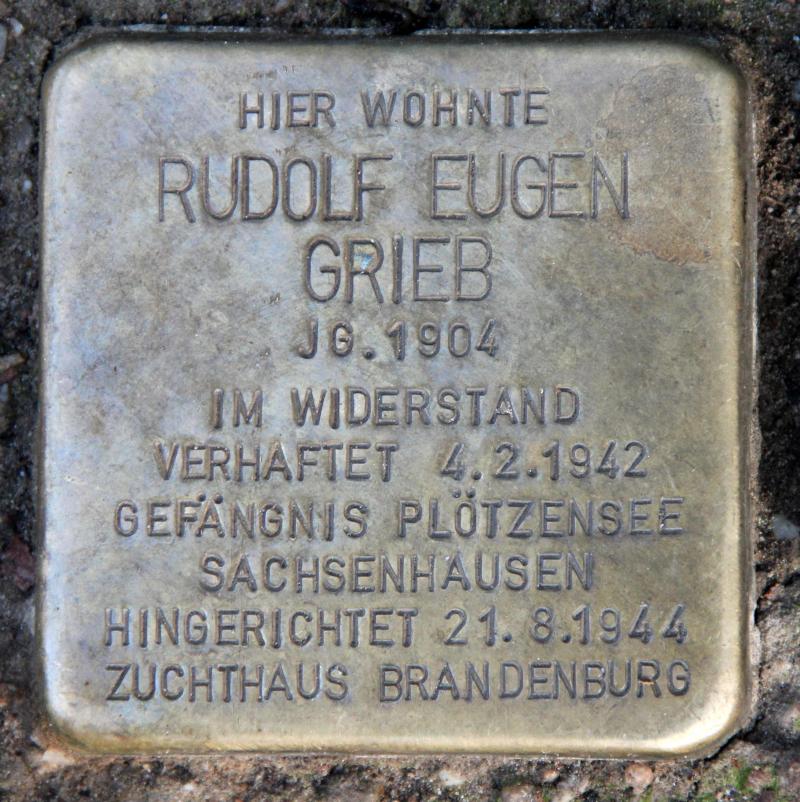 HIER WOHNTE
RUDOLF EUGEN
GRIEB
JG. 1904
IM WIDERSTAND
VERHAFTET 4.2.1942
GEFÄNGNIS PLÖTZENSEE
SACHSENHAUSEN
HINGERICHTET 21.8.1944
ZUCHTHAUS BRANDENBURG